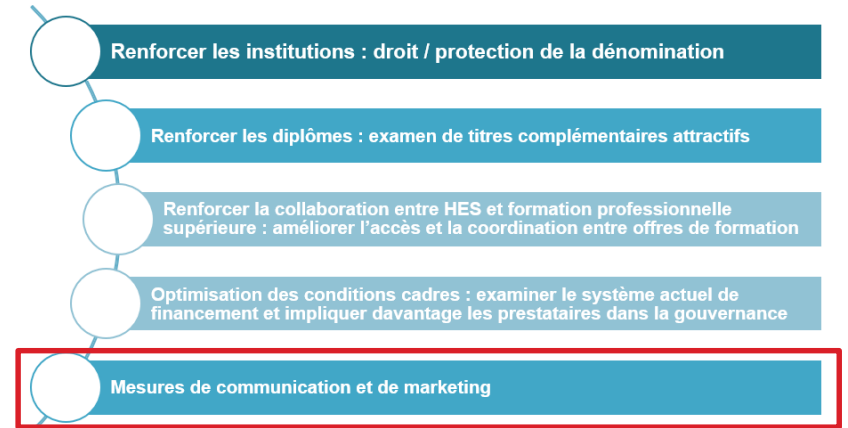 Renforcer les institutions : droit / protection de la dénomination
Renforcer les diplômes : examen de titres complémentaires attractifs
Renforcer la collaboration entre HES et formation professionnelle
supérieure : améliorer l’accès et la coordination entre offres de formation
Optimisation des conditions cadres : examiner le système actuel de
financement et impliquer davantage les prestataires dans la gouvernance
Mesures de communication et de marketing